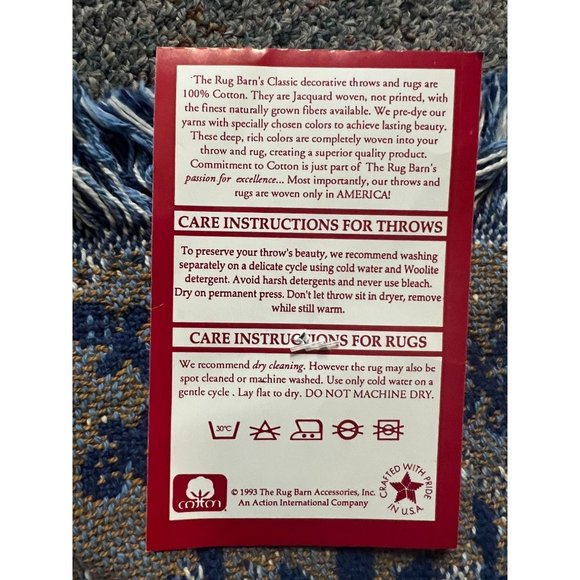 The Rug Barn's Classic decorative throws and rugs are
100% Cotton. They are Jacquard woven, not printed, with
the finest naturally grown fibers available. We pre-dye our
yarns with specially chosen colors to achieve lasting beauty.
These deep, rich colors are completely woven into your
throw and rug, creating a superior quality product.
Commitment to Cotton is just part of The Rug Barn's
passion for excellence... Most importantly, our throws and
rugs are woven only in AMERICA!
CARE INSTRUCTIONS FOR THROWS
To preserve your throw's beauty, we recommend washing
separately on a delicate cycle using cold water and Woolite
detergent. Avoid harsh detergents and never use bleach.
Dry on permanent press. Don't let throw sit in dryer, remove
while still warm.
CARE INSTRUCTIONS FOR RUGS
We recommend dry cleaning. However the rug may also be
spot cleaned or machine washed. Use only cold water on a
gentle cycle . Lay flat to dry. DO NOT MACHINE DRY.
30°C
cotton
© 1993 The Rug Barn Accessories, Inc.
An Action International Company
CRAFTED WITH PRIDE
IN U.S.A.